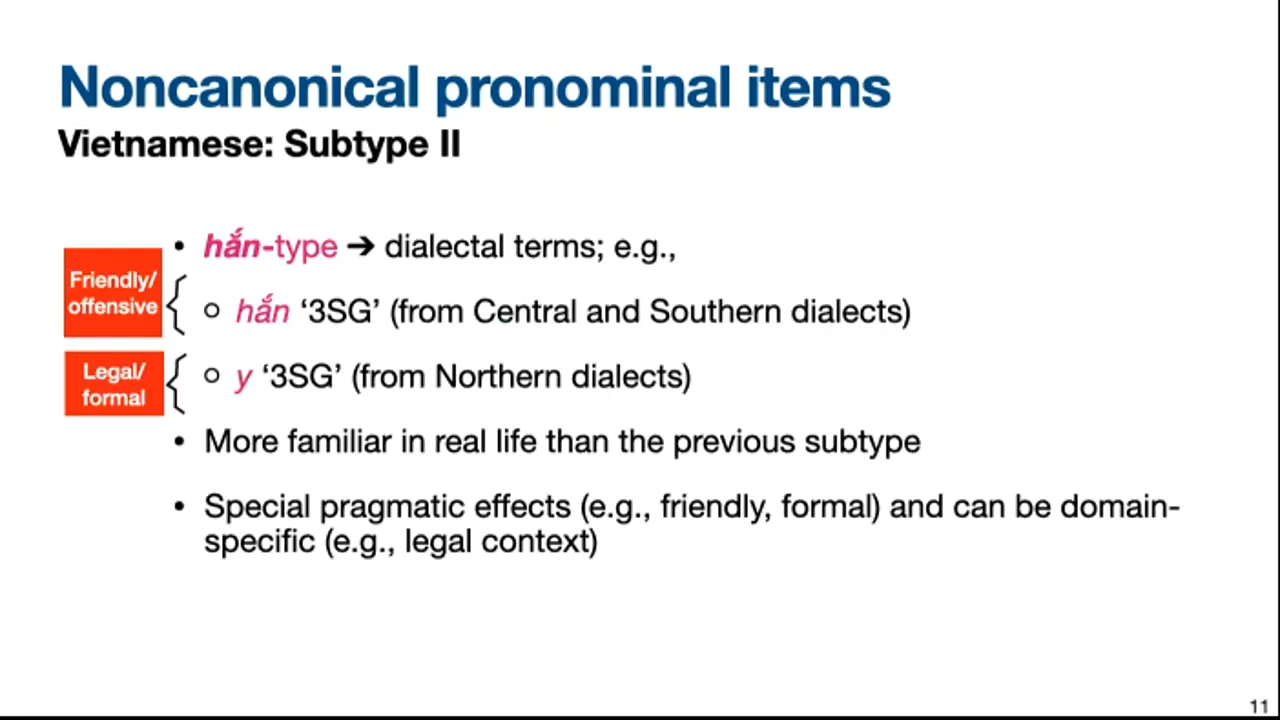 Noncanonical pronominal items
Vietnamese: Subtype II
• hắn-type ➔ dialectal terms; e.g.,
Friendly/
offensive
○ hắn ‘3SG’ (from Central and Southern dialects)
Legal/
formal
○ y ‘3SG’ (from Northern dialects)
• More familiar in real life than the previous subtype
• Special pragmatic effects (e.g., friendly, formal) and can be domain-
specific (e.g., legal context)
11